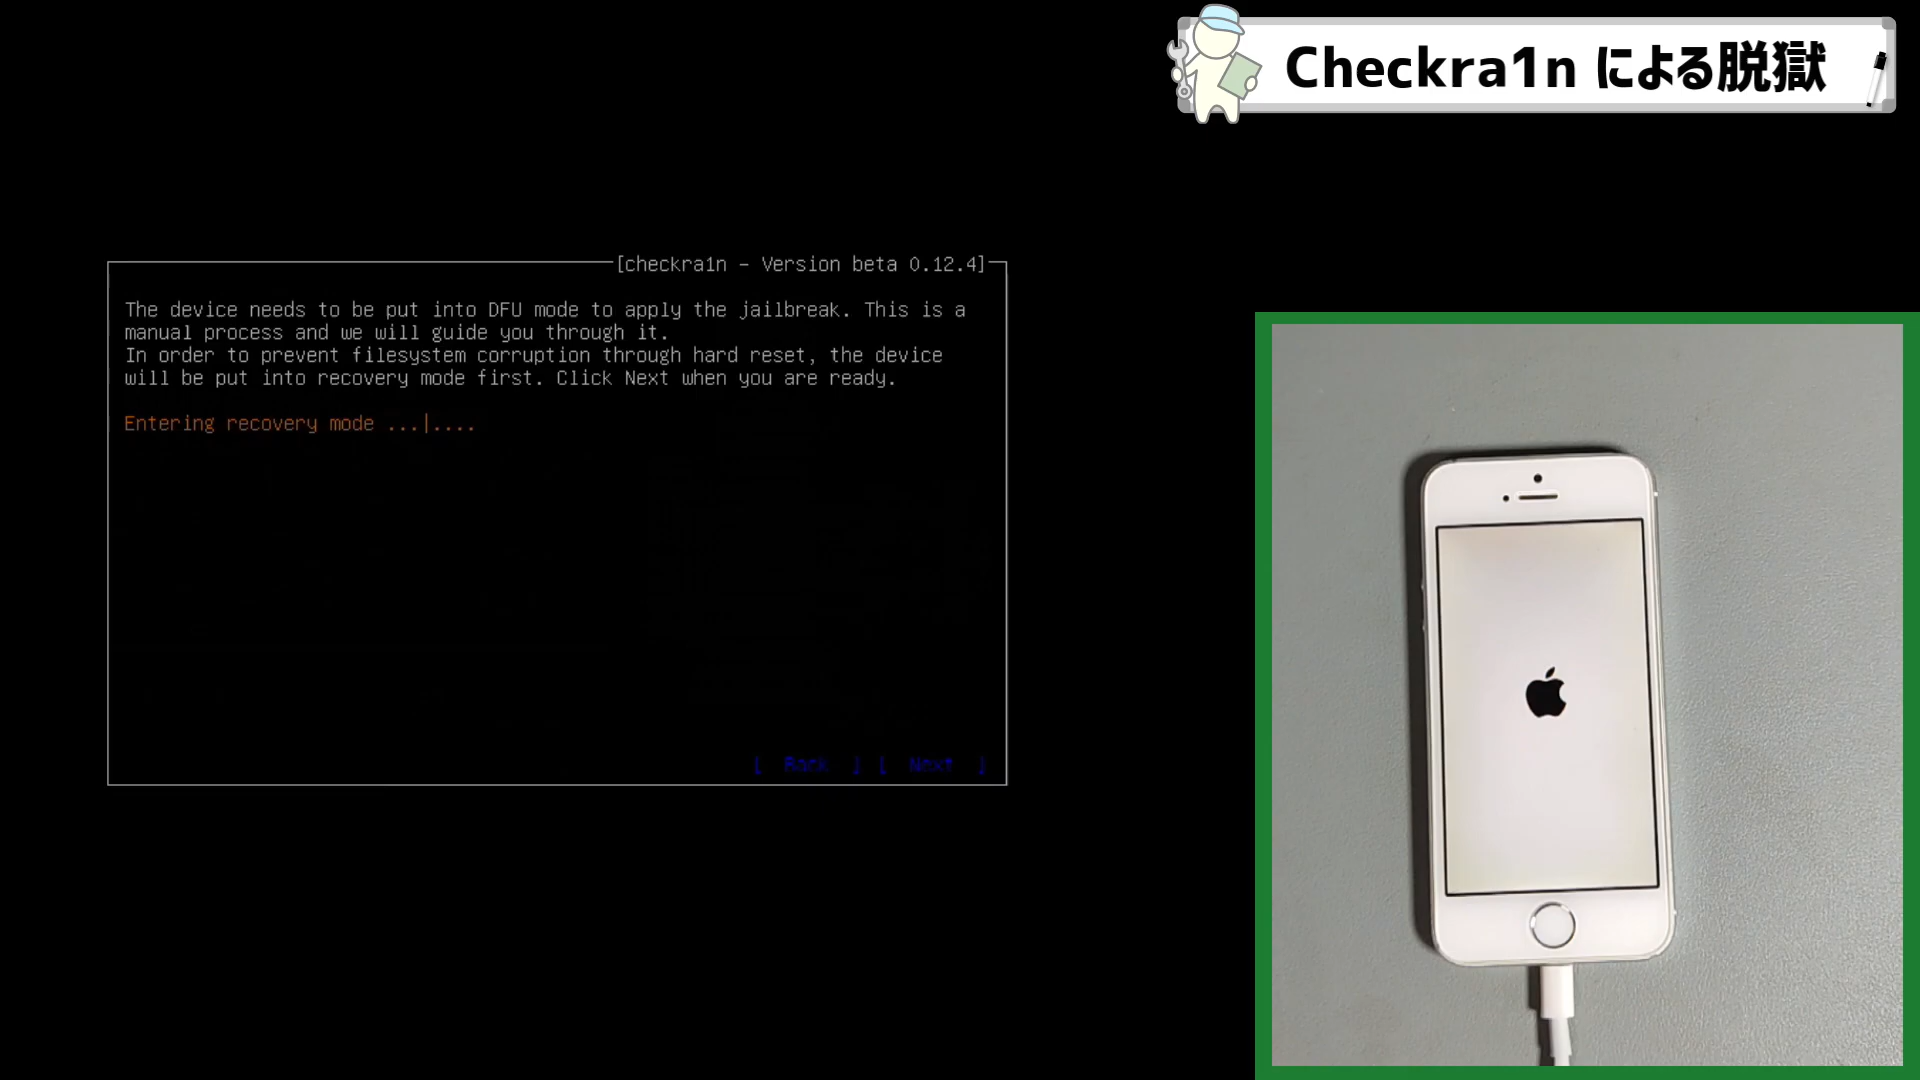 Checkra1n による脱獄
[checkra1n - Version beta 0.12.4]
The device needs to be put into DFU mode to apply the jailbreak. This is a
manual process and we will guide you through it.
In order to prevent filesystem corruption through hard reset, the device
will be put into recovery mode first. Click Next when you are ready.
Entering recovery mode ...|....
[ Back ] [ Next ]